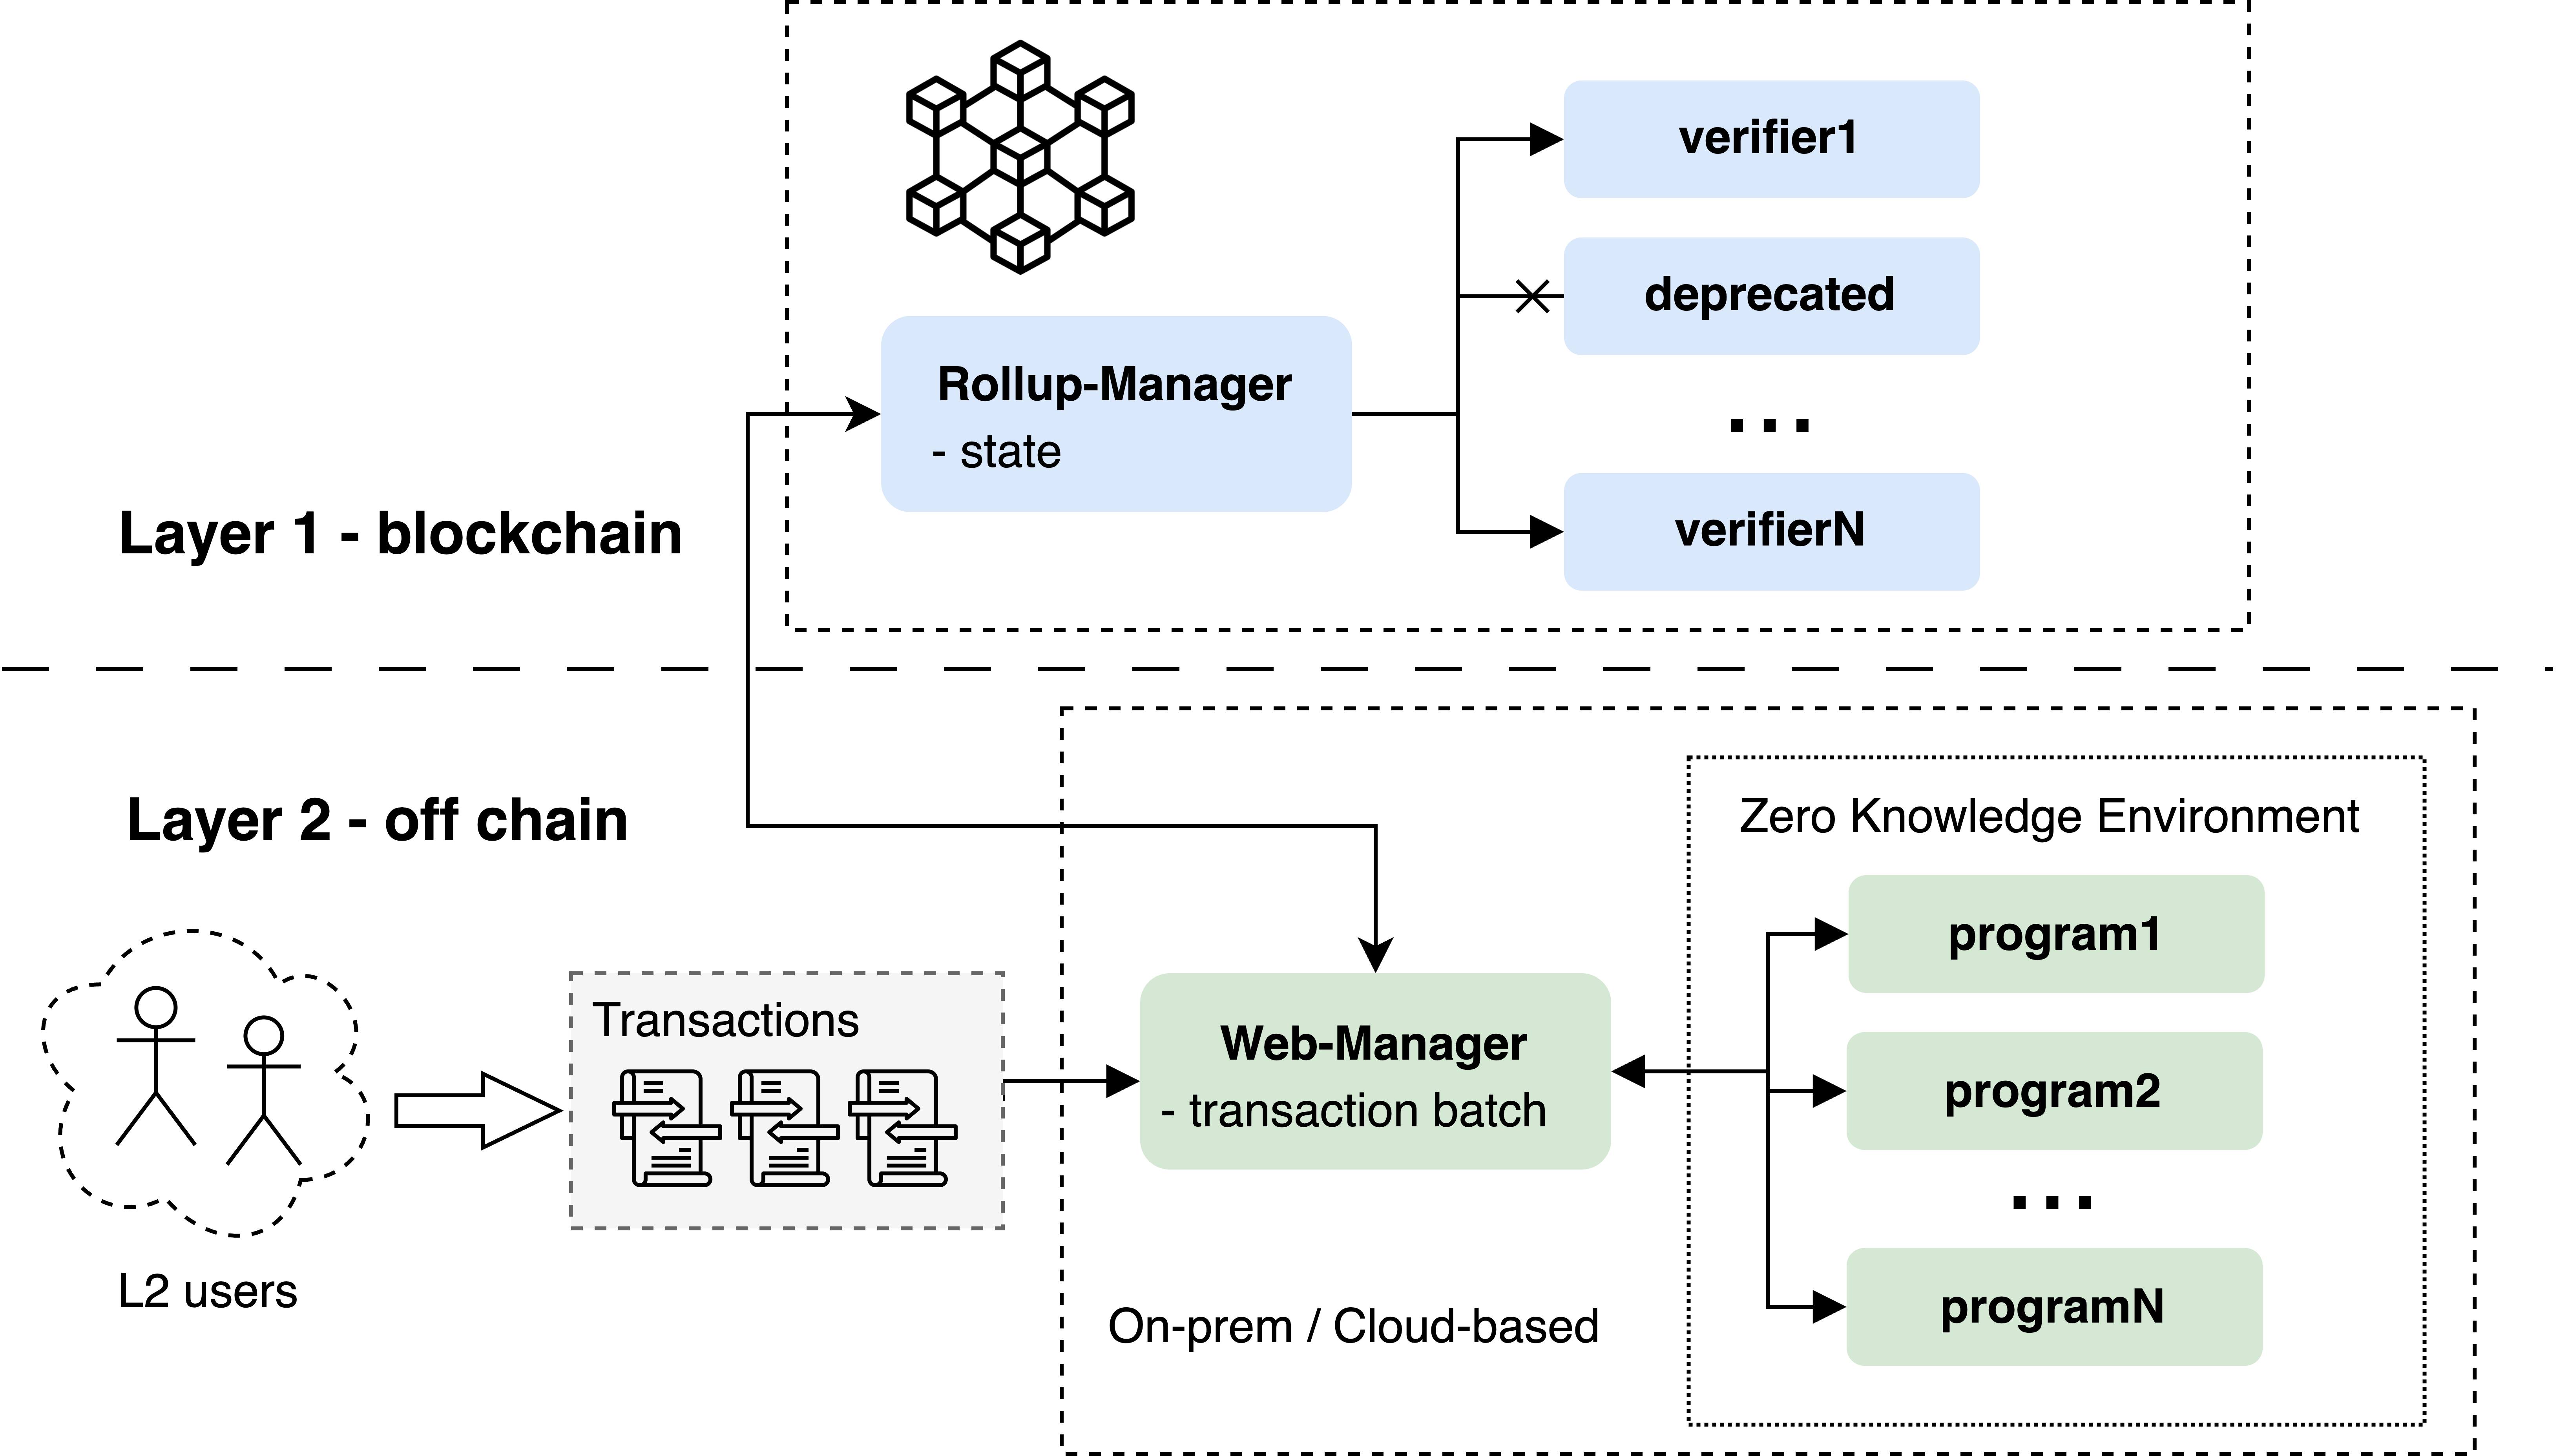 verifier1
deprecated
Rollup-Manager
- state
...
verifierN
Layer 1 - blockchain
Layer 2 - off chain
Zero Knowledge Environment
program1
Transactions
Web-Manager
- transaction batch
program2
...
L2 users
On-prem / Cloud-based
programN